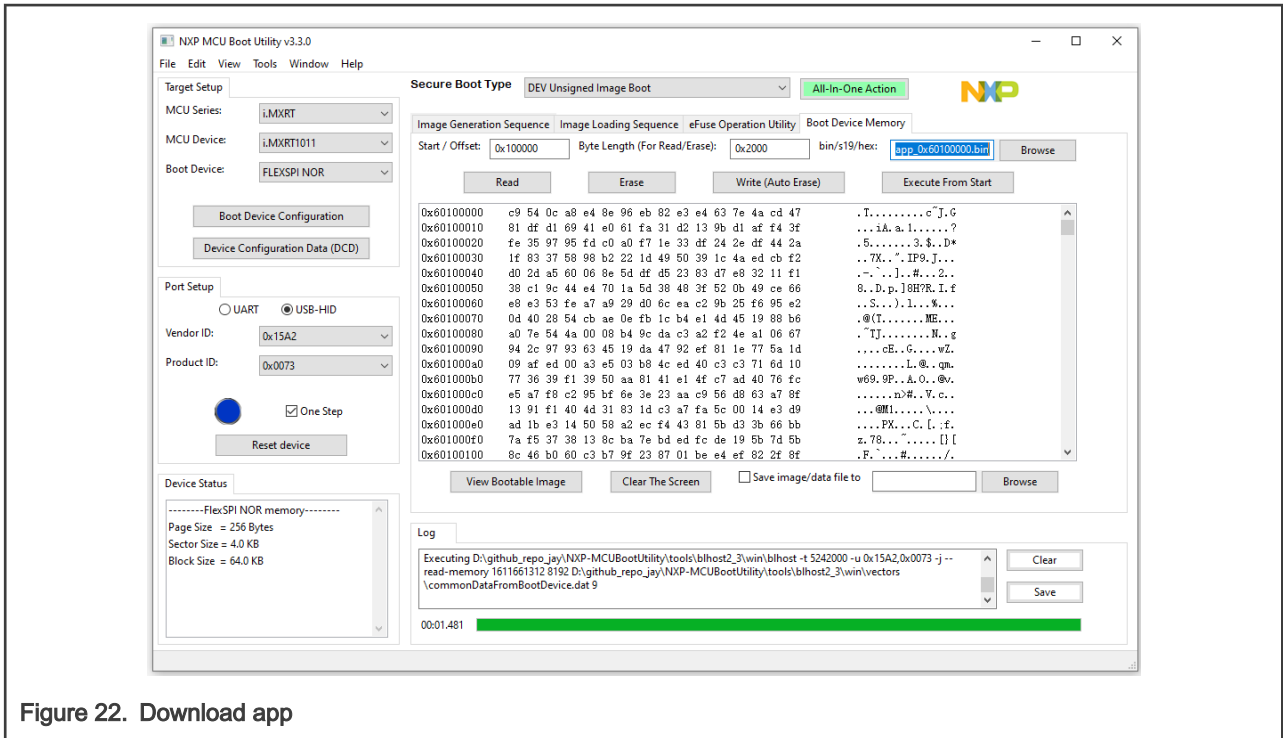 NXP MCU Boot Utility v3.3.0
File Edit View Tools Window Help
Target Setup
MCU Series: i.MXRT
MCU Device: i.MXRT1011
Boot Device: FLEXSPI NOR
Boot Device Configuration
Device Configuration Data (DCD)
Port Setup
UART USB-HID
Vendor ID: 0x15A2
Product ID: 0x0073
One Step
Reset device
Device Status
--------FlexSPI NOR memory--------
Page Size = 256 Bytes
Sector Size = 4.0 KB
Block Size = 64.0 KB
Secure Boot Type DEV Unsigned Image Boot All-In-One Action NXP
Image Generation Sequence Image Loading Sequence eFuse Operation Utility Boot Device Memory
Start / Offset: 0x100000 Byte Length (For Read/Erase): 0x2000 bin/s19/hex: app_0x60100000.bin Browse
Read Erase Write (Auto Erase) Execute From Start
0x60100000 c9 54 0c a8 e4 8e 96 eb 82 e3 e4 63 7e 4a cd 47 .T.........c~J.G
0x60100010 81 df d1 69 41 e0 61 fa 31 d2 13 9b d1 af f4 3f ...iA.a.1......?
0x60100020 fe 35 97 95 fd c0 a0 f7 1e 33 df 24 2e df 44 2a .5.......3.$..D*
0x60100030 1f 83 37 58 98 b2 22 1d 49 50 39 1c 4a ed cb f2 ..7X..".IP9.J...
0x60100040 d0 2d a5 60 06 8e 5d df d5 23 83 d7 e8 32 11 f1 .-.`..]..#...2..
0x60100050 38 c1 9c 44 e4 70 1a 5d 38 48 3f 52 0b 49 ce 66 8..D.p.]8H?R.I.f
0x60100060 e8 e3 53 fe a7 a9 29 d0 6c ea c2 9b 25 f6 95 e2 ..S...).l...%...
0x60100070 0d 40 28 54 cb ae 0e fb 1c b4 e1 4d 45 19 88 b6 .@(T.......ME...
0x60100080 a0 7e 54 4a 00 08 b4 9c da c3 a2 f2 4e a1 06 67 .~TJ........N..g
0x60100090 94 2c 97 93 63 45 19 da 47 92 ef 81 1e 77 5a 1d .,..cE..G....wZ.
0x601000a0 09 af ed 00 a3 e5 03 b8 4c ed 40 c3 c3 71 6d 10 ........L.@..qm.
0x601000b0 77 36 39 f1 39 50 aa 81 41 e1 4f c7 ad 40 76 fc w69.9P..A.O..@v.
0x601000c0 e5 a7 f8 c2 95 bf 6e 3e 23 aa c9 56 d8 63 a7 8f ......n>#..V.c..
0x601000d0 13 91 f1 40 4d 31 83 1d c3 a7 fa 5c 00 14 e3 d9 ...@M1.....\....
0x601000e0 ad 1b e3 14 50 58 a2 ec f4 43 81 5b d3 3b 66 bb ....PX...C.[.;f.
0x601000f0 7a f5 37 38 13 8c ba 7e bd ed fc de 19 5b 7d 5b z.78...~.....[}[
0x60100100 8c 46 b0 60 c3 b7 9f 23 87 01 be e4 ef 82 2f 8f .F.`...#....../.
View Bootable Image Clear The Screen Save image/data file to Browse
Log
Executing D:\github_repo_jay\NXP-MCUBootUtility\tools\blhost2_3\win\blhost -t 5242000 -u 0x15A2,0x0073 -j --
read-memory 1611661312 8192 D:\github_repo_jay\NXP-MCUBootUtility\tools\blhost2_3\win\vectors
\commonDataFromBootDevice.dat 9
Clear
Save
00:01.481
Figure 22. Download app